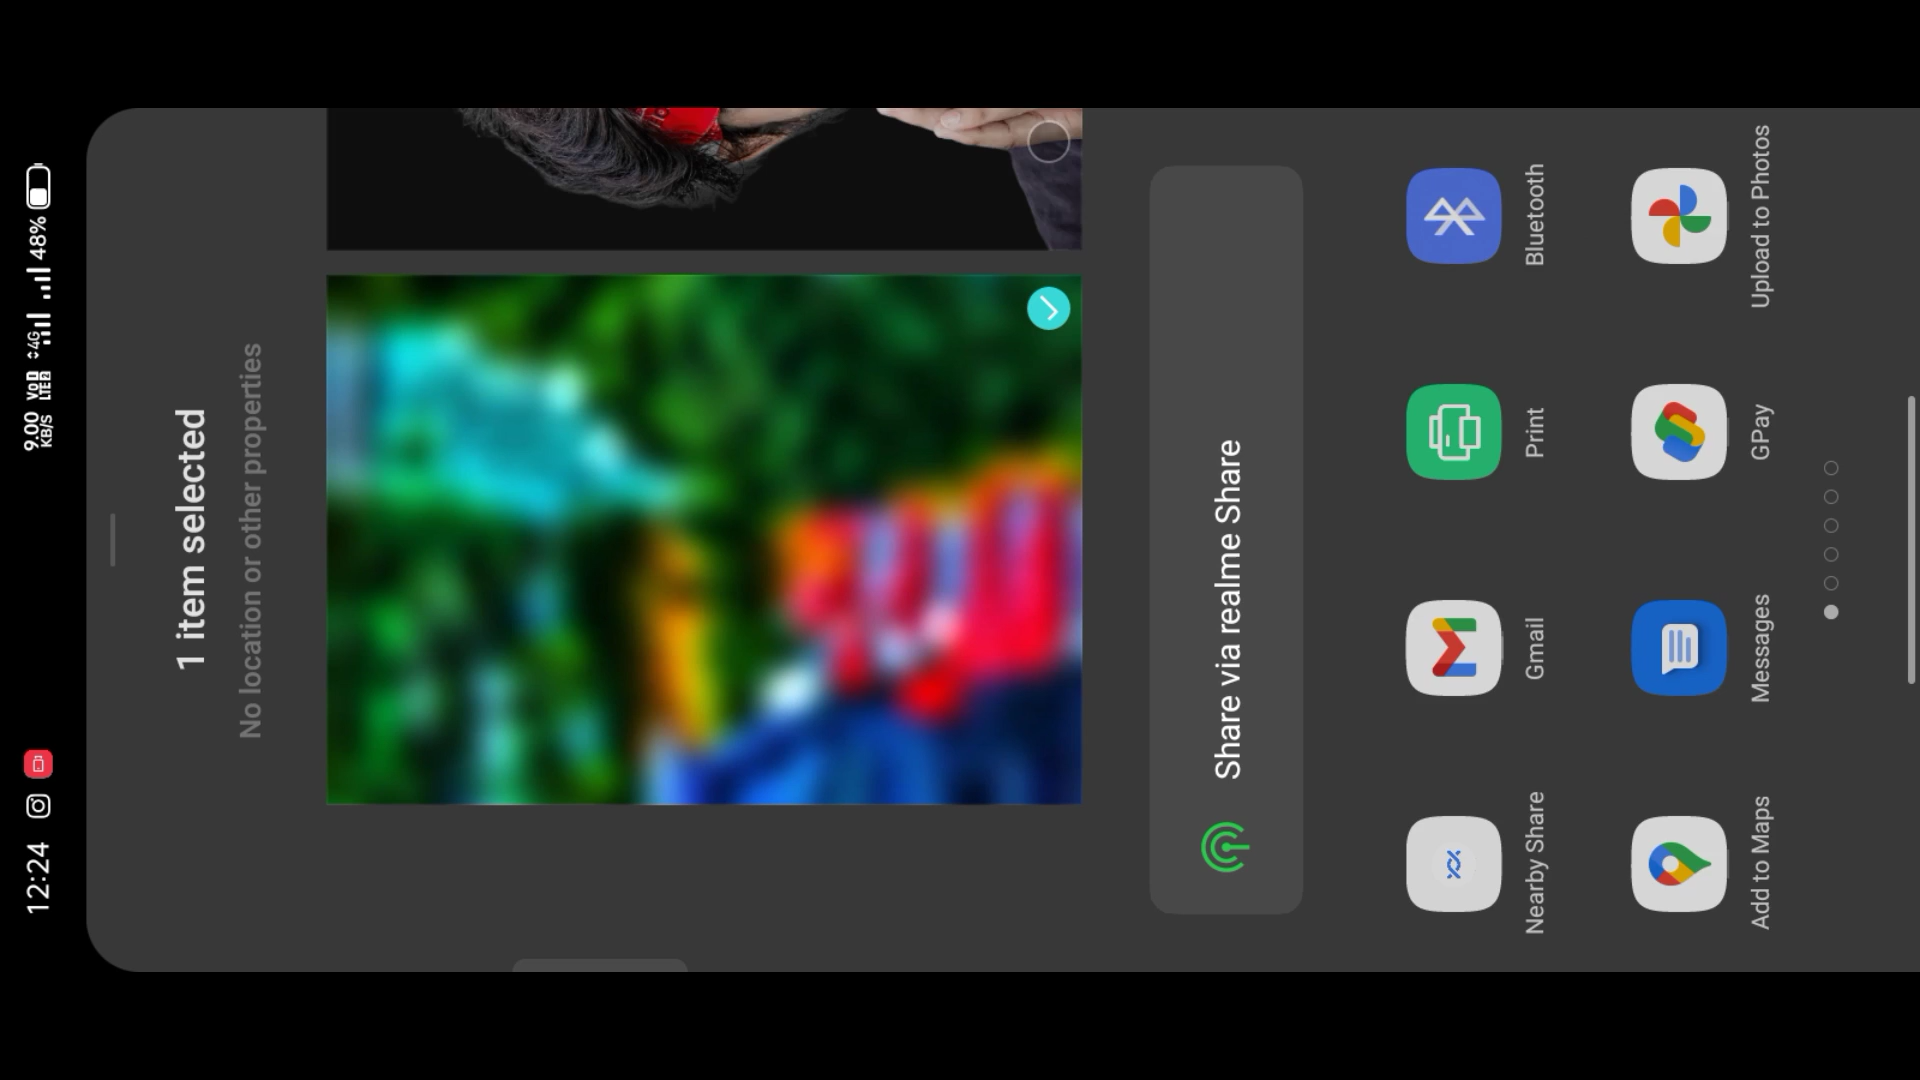 12:24
9.00 KB/S VoD LTE2 4G 48%
1 item selected
No location or other properties
Share via realme Share
Nearby Share Gmail Print Bluetooth
Add to Maps Messages GPay Upload to Photos